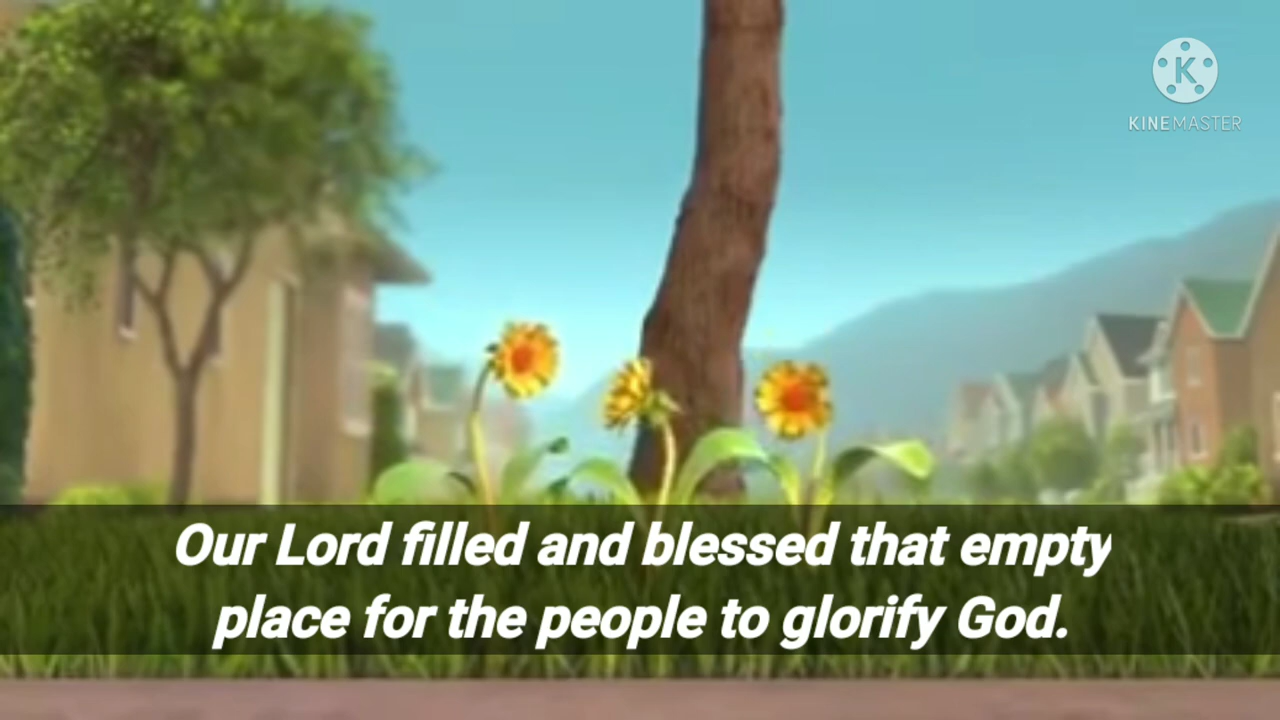 K
KINEMASTER
Our Lord filled and blessed that empty
place for the people to glorify God.